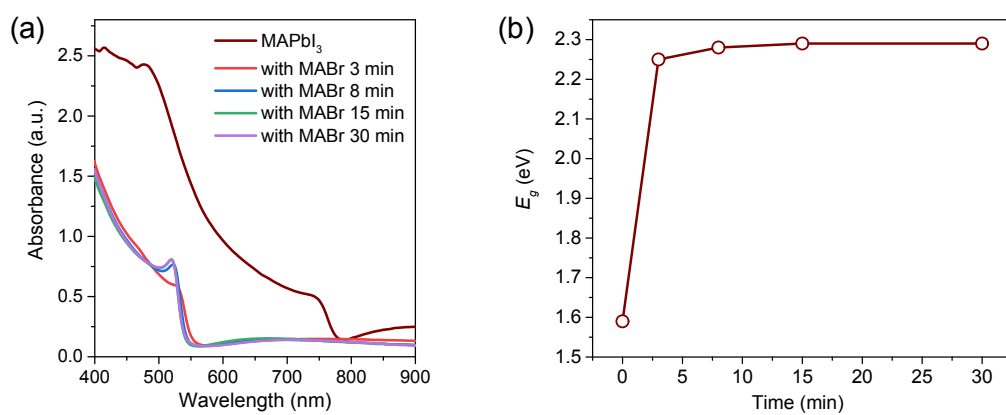 (a)
MAPbI3
with MABr 3 min
with MABr 8 min
with MABr 15 min
with MABr 30 min
2.5
2.0
1.5
1.0
0.5
0.0
Absorbance (a.u.)
400 500 600 700 800 900
Wavelength (nm)
(b)
2.3
2.2
2.1
2.0
1.9
1.8
1.7
1.6
1.5
Eg (eV)
0 5 10 15 20 25 30
Time (min)